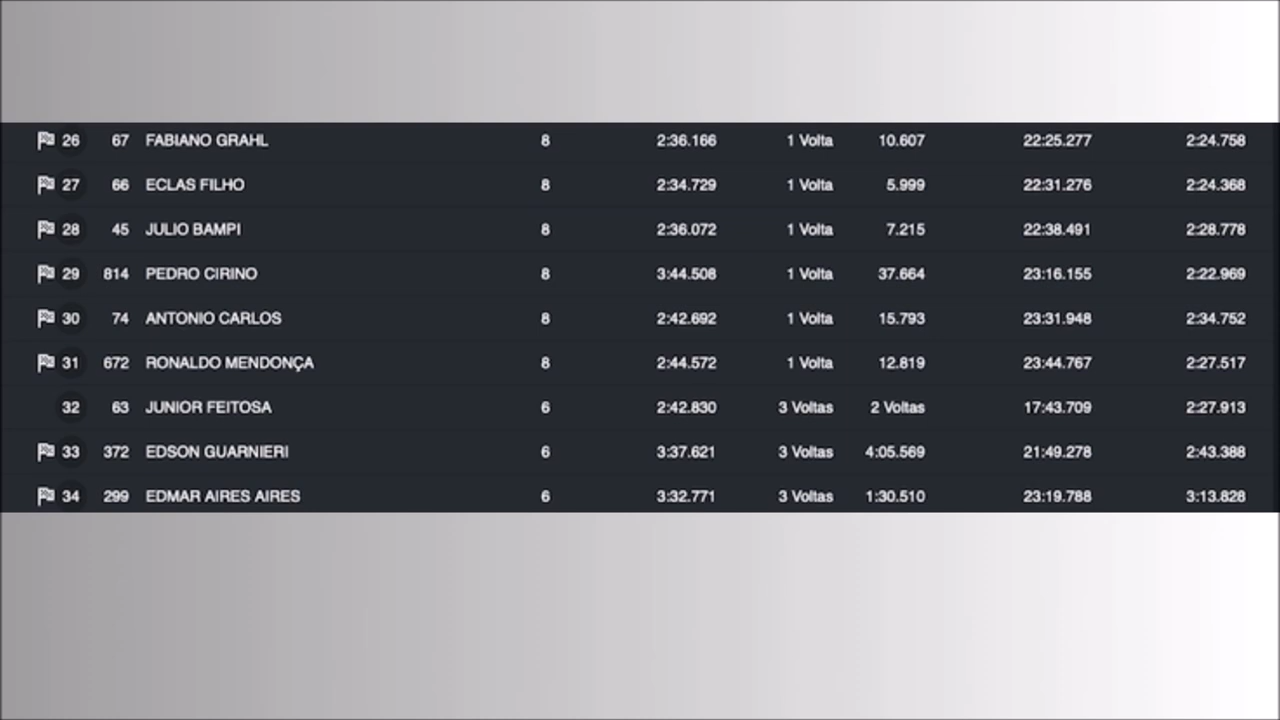 26 67 FABIANO GRAHL 8 2:36.166 1 Volta 10.607 22:25.277 2:24.758
27 66 ECLAS FILHO 8 2:34.729 1 Volta 5.999 22:31.276 2:24.368
28 45 JULIO BAMPI 8 2:36.072 1 Volta 7.215 22:38.491 2:28.778
29 814 PEDRO CIRINO 8 3:44.508 1 Volta 37.664 23:16.155 2:22.969
30 74 ANTONIO CARLOS 8 2:42.692 1 Volta 15.793 23:31.948 2:34.752
31 672 RONALDO MENDONÇA 8 2:44.572 1 Volta 12.819 23:44.767 2:27.517
32 63 JUNIOR FEITOSA 6 2:42.830 3 Voltas 2 Voltas 17:43.709 2:27.913
33 372 EDSON GUARNIERI 6 3:37.621 3 Voltas 4:05.569 21:49.278 2:43.388
34 299 EDMAR AIRES AIRES 6 3:32.771 3 Voltas 1:30.510 23:19.788 3:13.828